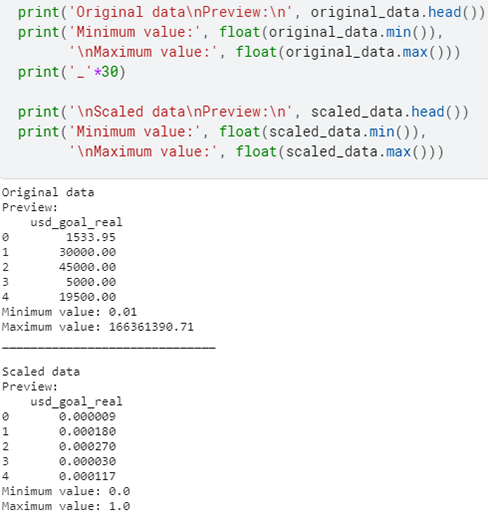 print('Original data\nPreview:\n', original_data.head())
print('Minimum value:', float(original_data.min()),
      '\nMaximum value:', float(original_data.max()))
print('_'*30)

print('\nScaled data\nPreview:\n', scaled_data.head())
print('Minimum value:', float(scaled_data.min()),
      '\nMaximum value:', float(scaled_data.max()))
Original data
Preview:
    usd_goal_real
0        1533.95
1       30000.00
2       45000.00
3        5000.00
4       19500.00
Minimum value: 0.01
Maximum value: 166361390.71
______________________________
Scaled data
Preview:
    usd_goal_real
0       0.000009
1       0.000180
2       0.000270
3       0.000030
4       0.000117
Minimum value: 0.0
Maximum value: 1.0